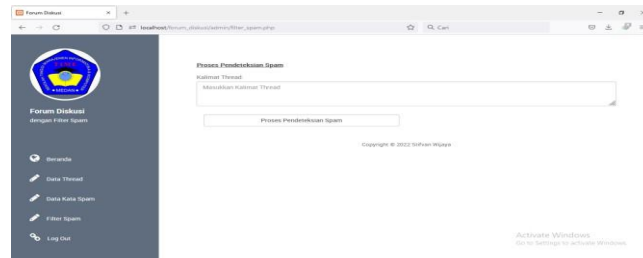 Forum Diskusi
localhost/forum_diskusi/admin/filter_spam.php
Cari
MEDAN
Forum Diskusi
dengan Filter Spam
Beranda
Data Thread
Data Kata Spam
Filter Spam
Log Out
Proses Pendeteksian Spam
Kalimat Thread
Masukkan Kalimat Thread
Proses Pendeteksian Spam
Copyright © 2022 Wijaya
Activate Windows
Go to Settings to activate Windows.